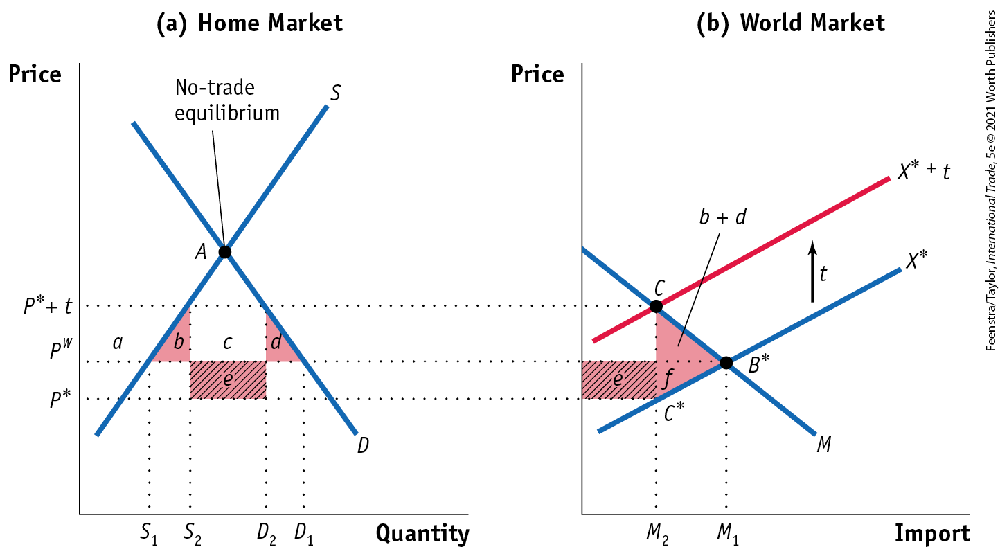 (a) Home Market
Price
No-trade
equilibrium
S
A
P*+ t
a
b
c
d
Pᵂ
e
P*
D
S₁
S₂
D₂
D₁
Quantity
(b) World Market
Price
X* + t
b + d
X*
t
C
B*
e
f
C*
M
M₂
M₁
Import
Feenstra/Taylor, International Trade, 5e © 2021 Worth Publishers